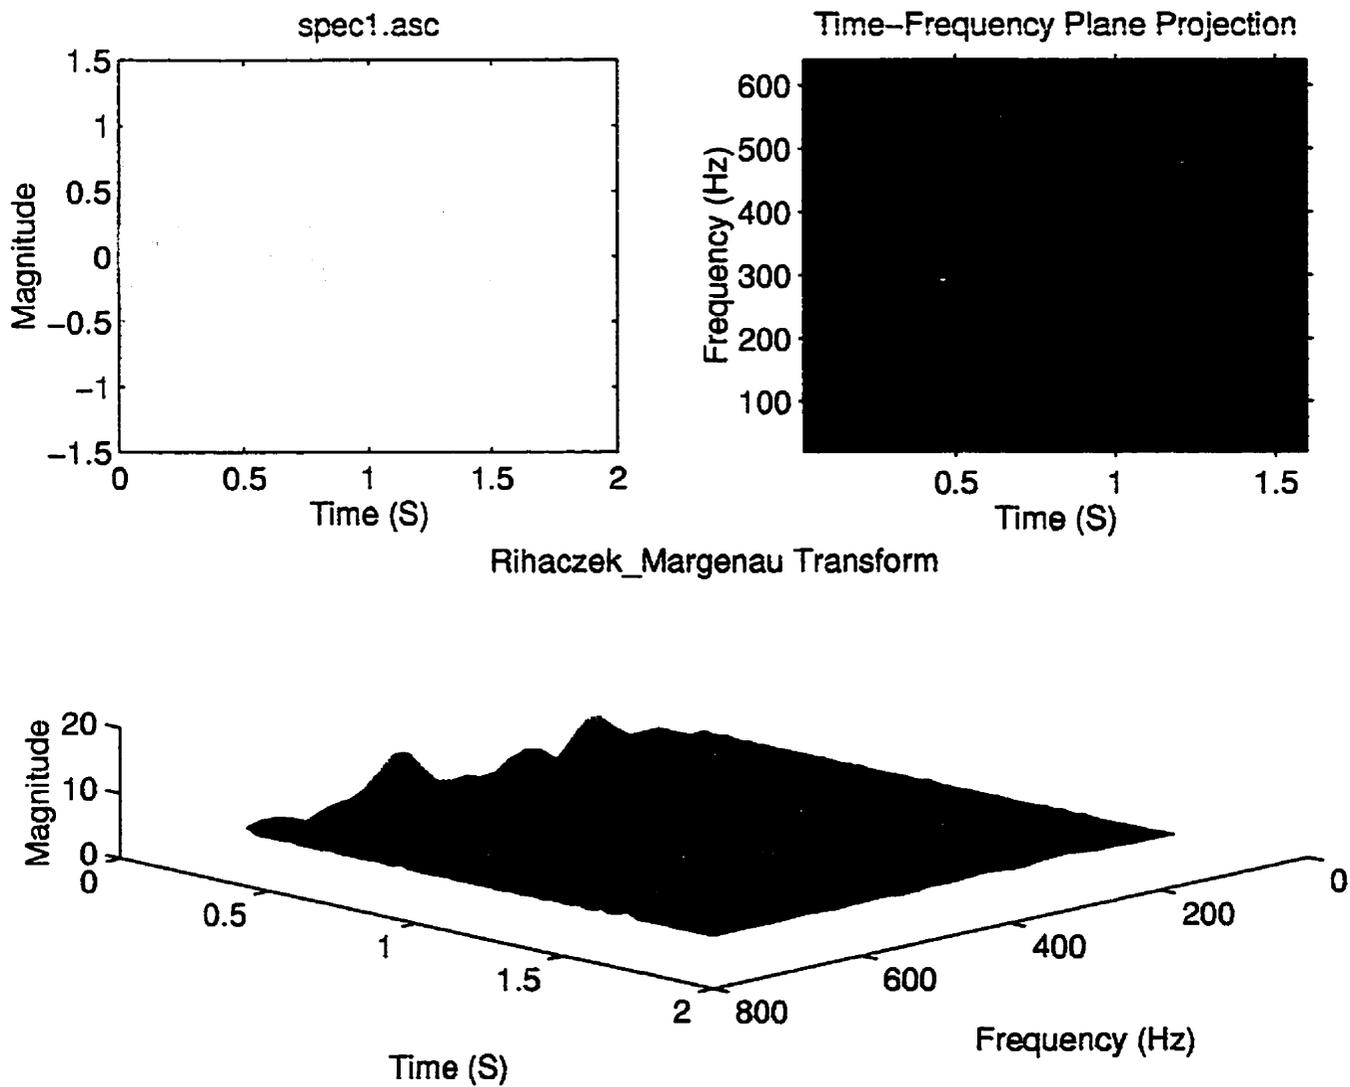 spec1.asc
1.5
1
0.5
0
−0.5
−1
−1.5
Magnitude
0 0.5 1 1.5 2
Time (S)
Time−Frequency Plane Projection
600
500
400
300
200
100
Frequency (Hz)
0.5 1 1.5
Time (S)
Rihaczek_Margenau Transform
20
10
0
Magnitude
0
0.5
1
1.5
2
Time (S)
800
600
400
200
0
Frequency (Hz)